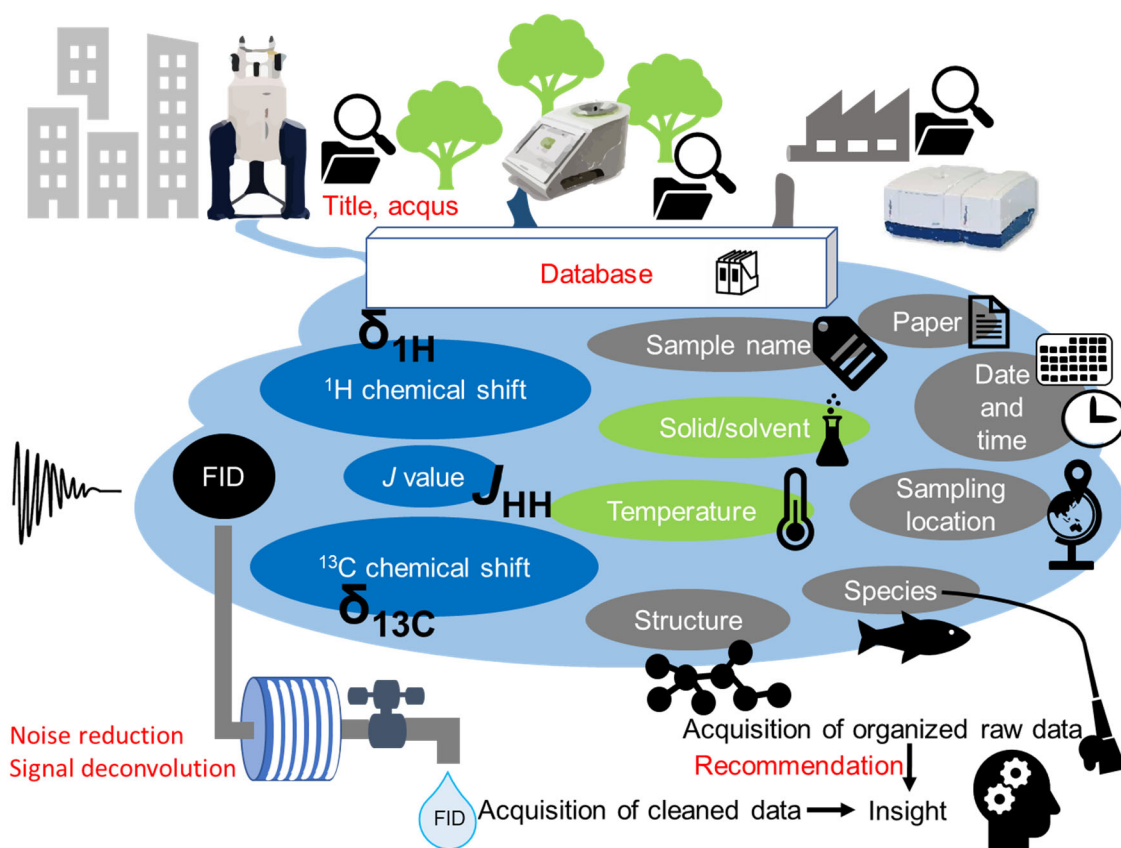 Title, acqus
Database
δ1H
¹H chemical shift
Sample name
Paper
Date
and
time
Solid/solvent
FID
J value
JHH
Temperature
Sampling
location
¹³C chemical shift
δ13C
Structure
Species
Noise reduction
Signal deconvolution
Acquisition of organized raw data
Recommendation
FID
Acquisition of cleaned data
Insight